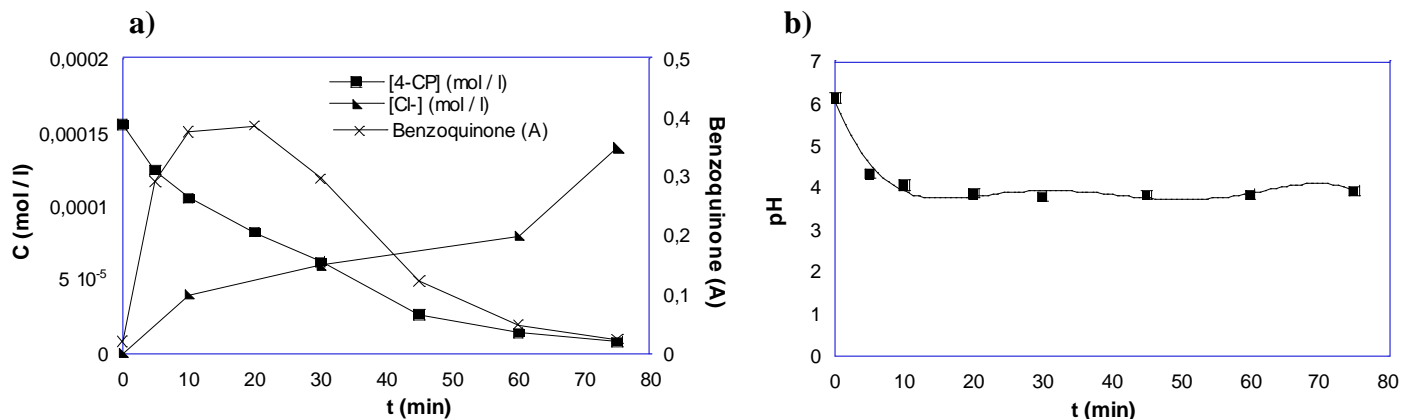 a)
0,0002
0,00015
0,0001
5 10-5
0
C (mol / l)
[4-CP] (mol / l)
[Cl-] (mol / l)
Benzoquinone (A)
0,5
0,4
0,3
0,2
0,1
0
Benzoquinone (A)
0 10 20 30 40 50 60 70 80
t (min)
b)
7
6
5
4
3
2
1
0
pH
0 10 20 30 40 50 60 70 80
t (min)